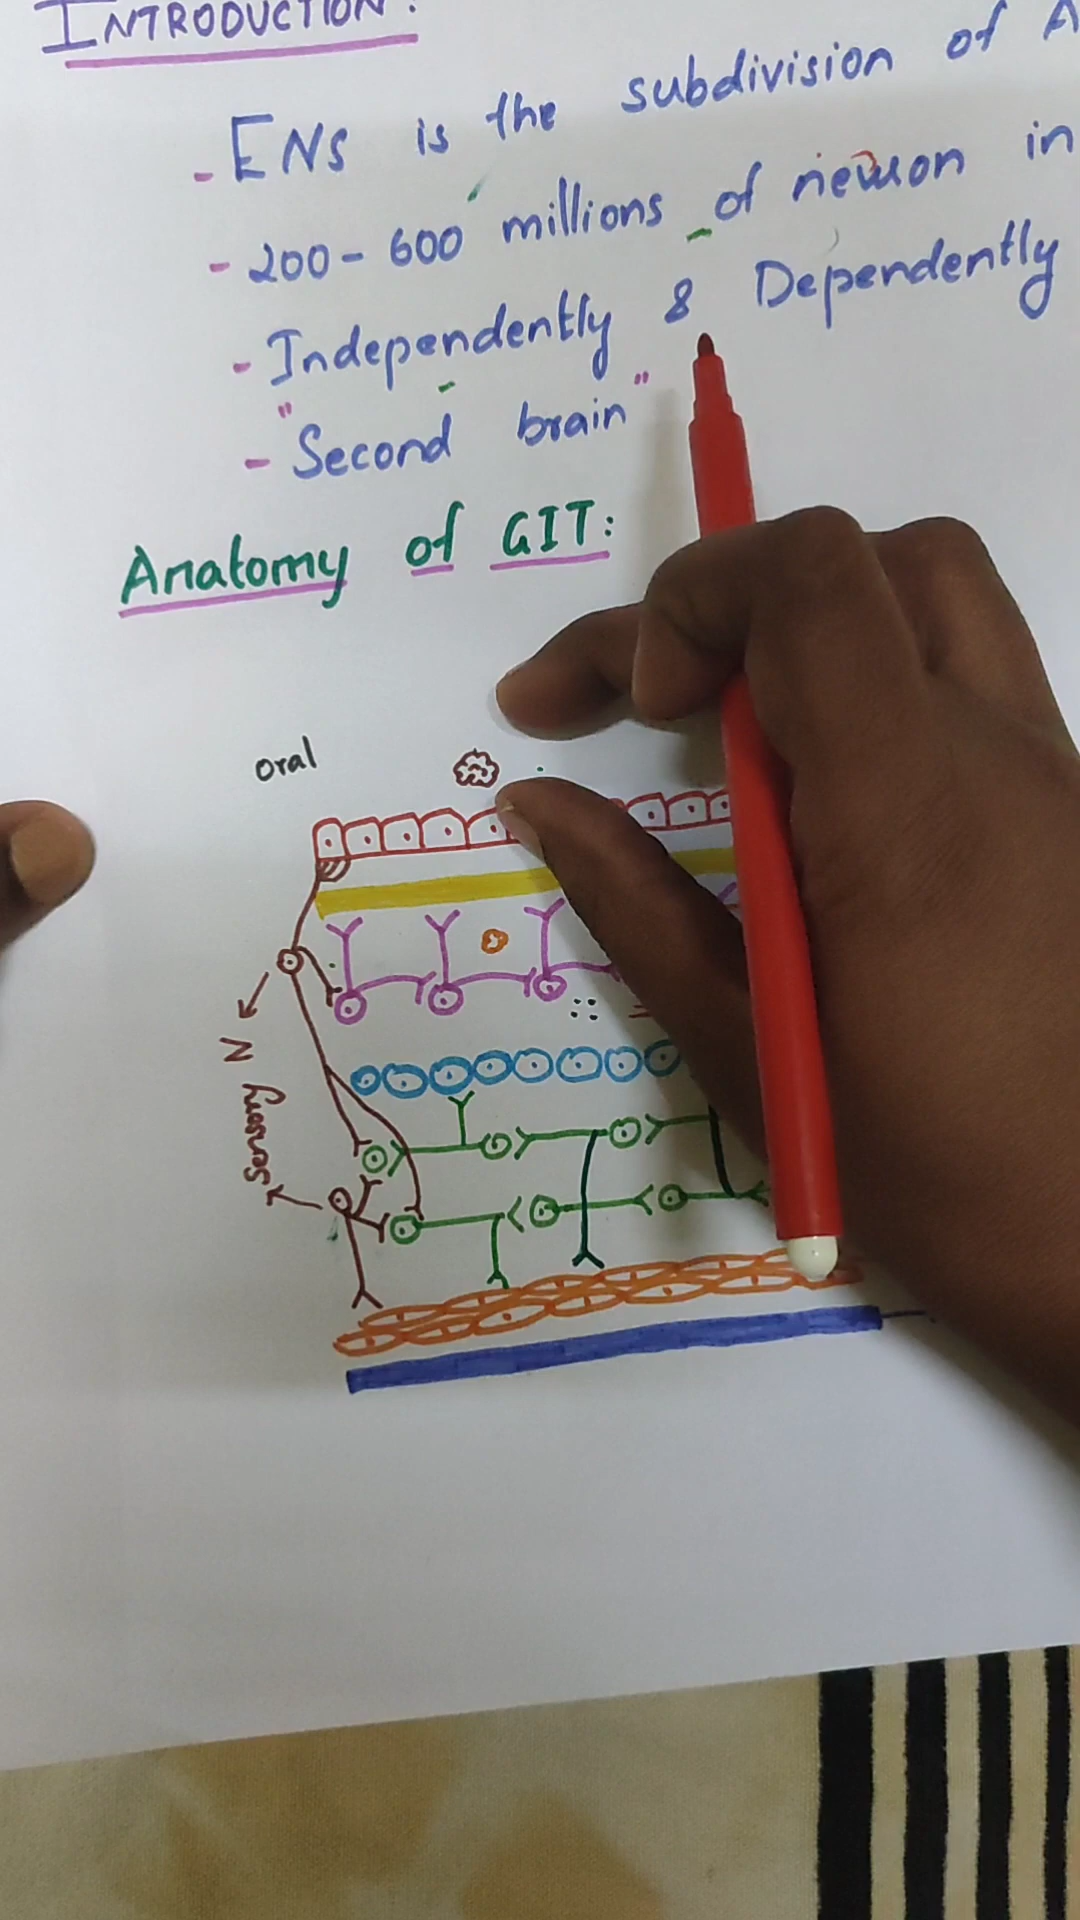 INTRODUCTION:
- ENS is the subdivision of A
- 200-600 millions of neuron in
- Independently & Dependently
- "Second brain"
Anatomy of GIT:
oral
Sensory N